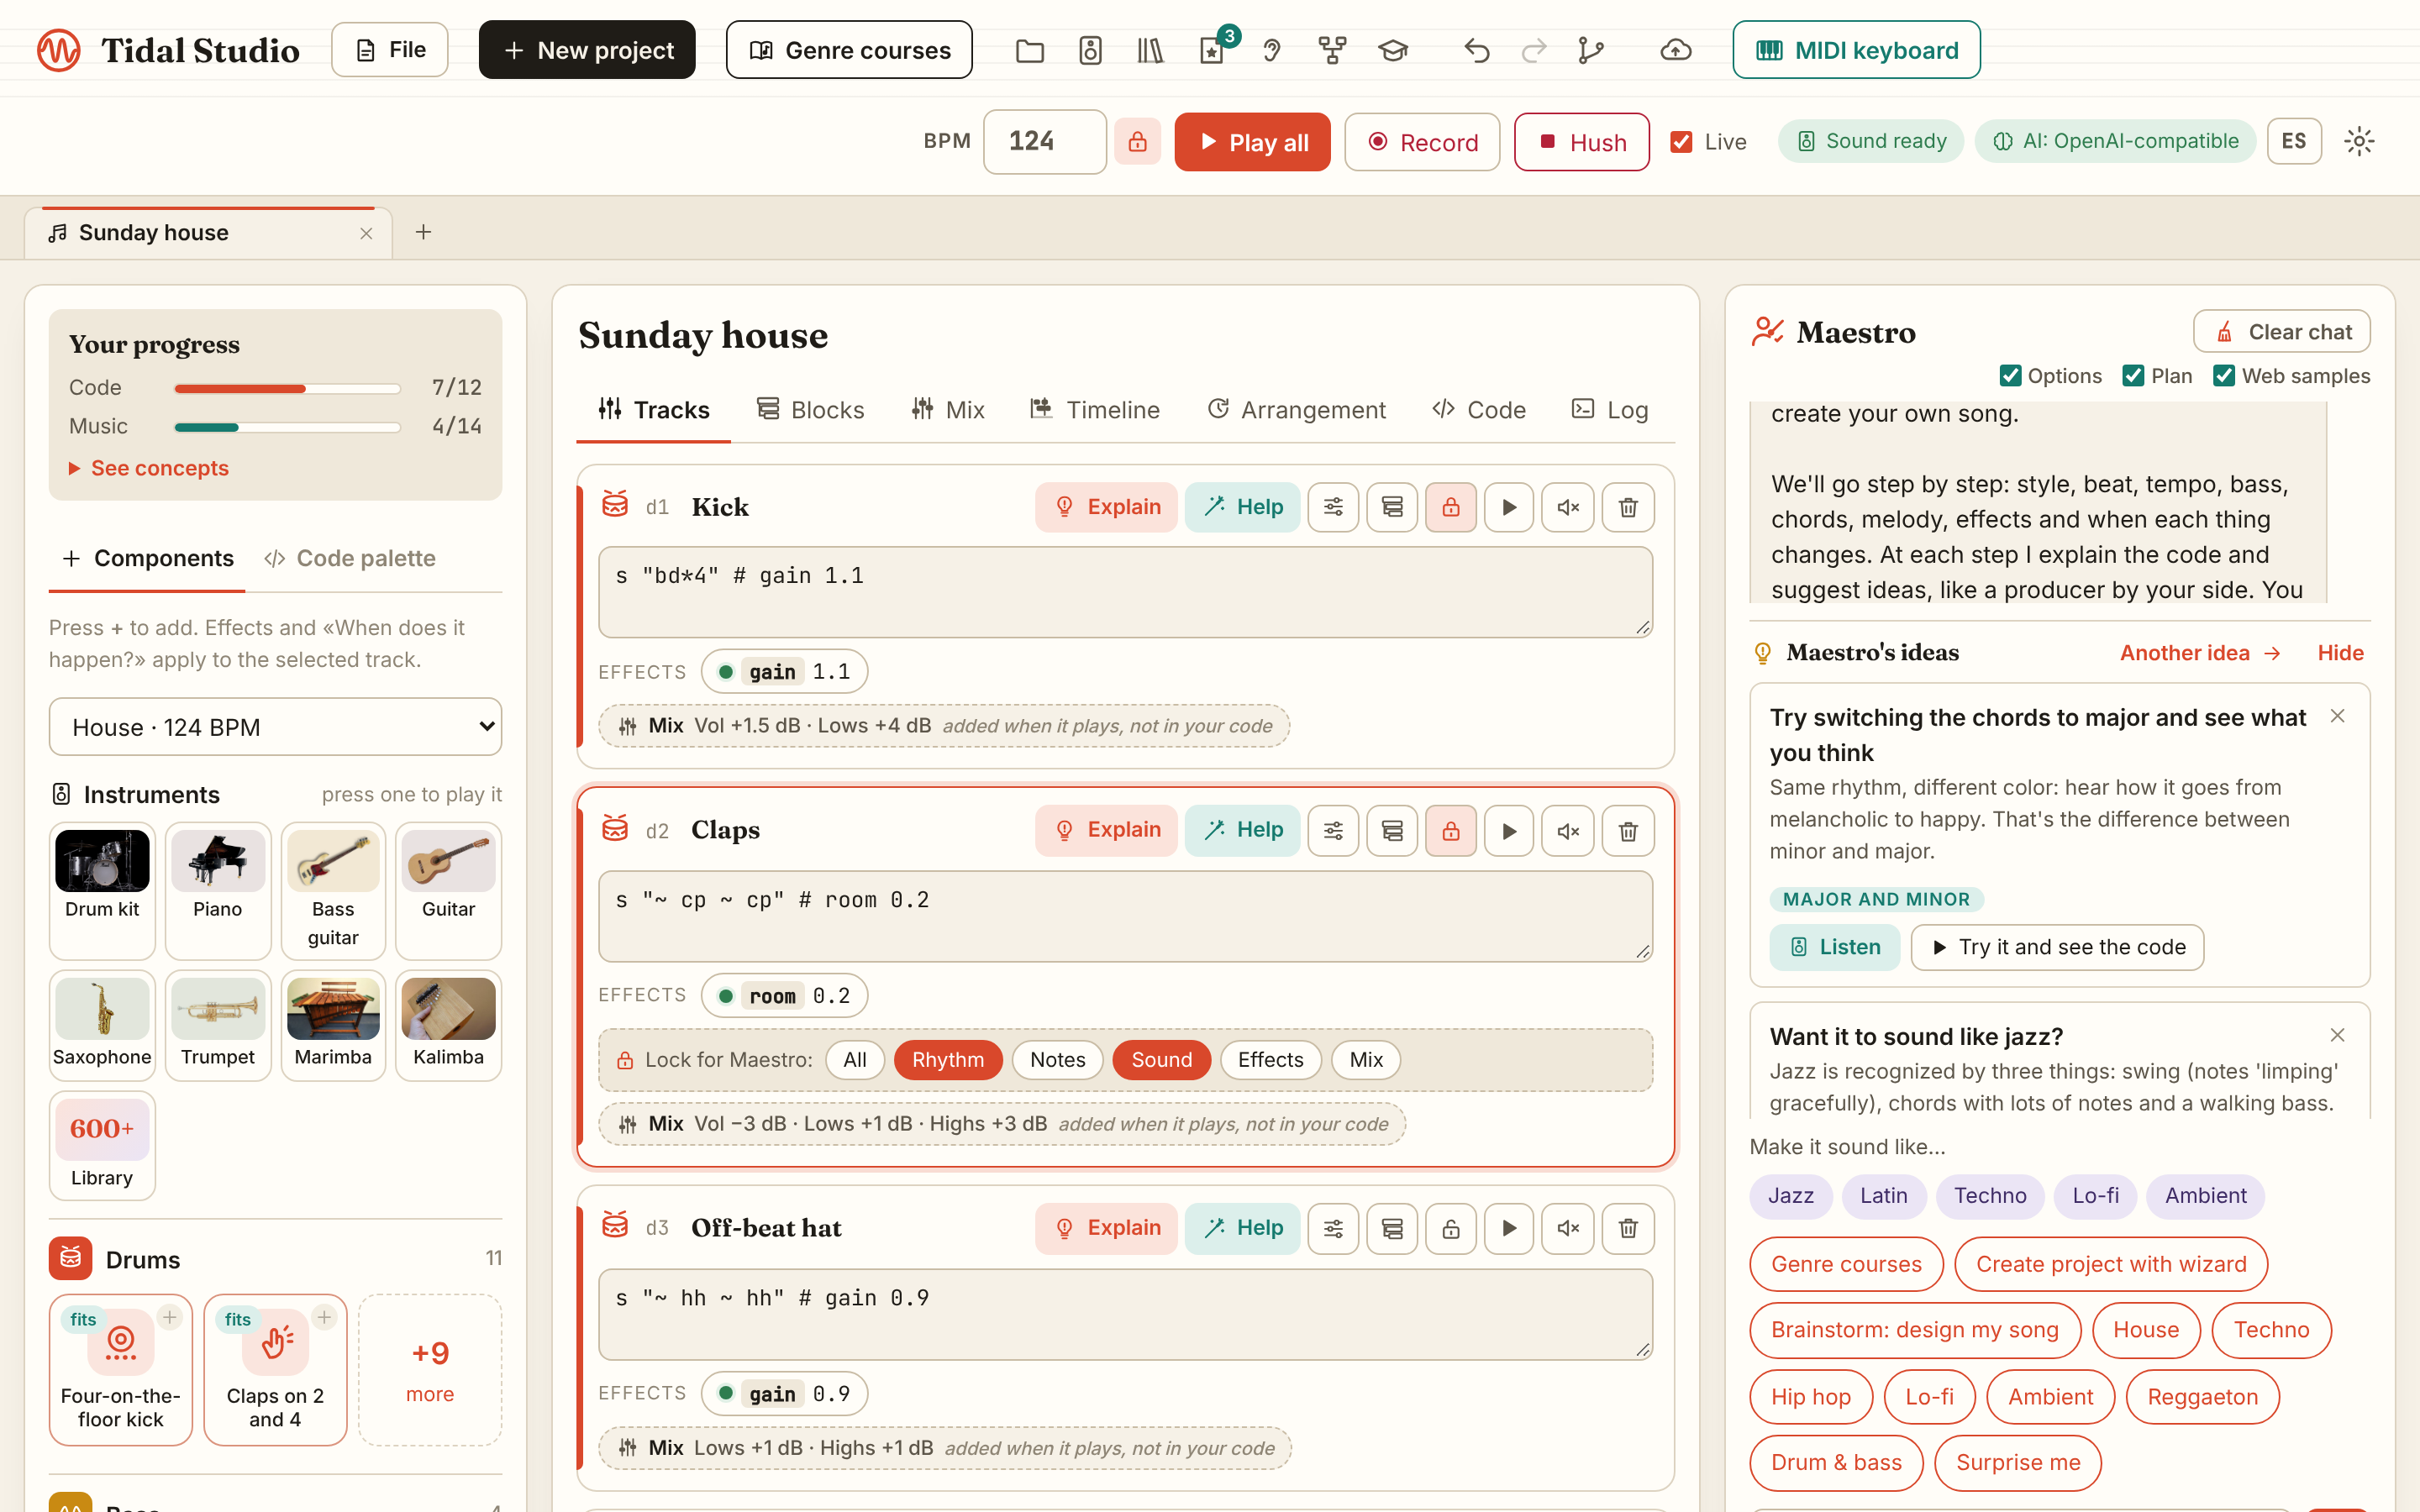 Tidal Studio
File
New project
Genre courses
3
MIDI keyboard
BPM
124
Play all
Record
Hush
Live
Sound ready
AI: OpenAI-compatible
ES
Sunday house
Your progress
Code 7/12
Music 4/14
See concepts
Components
Code palette
Press + to add. Effects and «When does it
happen?» apply to the selected track.
House · 124 BPM
Instruments
press one to play it
Drum kit
Piano
Bass
guitar
Guitar
Saxophone
Trumpet
Marimba
Kalimba
600+
Library
Drums
11
fits
Four-on-the-
floor kick
fits
Claps on 2
and 4
+9
more
Sunday house
Tracks
Blocks
Mix
Timeline
Arrangement
Code
Log
d1 Kick
Explain
Help
s "bd*4" # gain 1.1
EFFECTS gain 1.1
Mix Vol +1.5 dB · Lows +4 dB added when it plays, not in your code
d2 Claps
Explain
Help
s "~ cp ~ cp" # room 0.2
EFFECTS room 0.2
Lock for Maestro: All Rhythm Notes Sound Effects Mix
Mix Vol −3 dB · Lows +1 dB · Highs +3 dB added when it plays, not in your code
d3 Off-beat hat
Explain
Help
s "~ hh ~ hh" # gain 0.9
EFFECTS gain 0.9
Mix Lows +1 dB · Highs +1 dB added when it plays, not in your code
Maestro
Clear chat
Options
Plan
Web samples
create your own song.
We'll go step by step: style, beat, tempo, bass,
chords, melody, effects and when each thing
changes. At each step I explain the code and
suggest ideas, like a producer by your side. You
Maestro's ideas
Another idea →
Hide
Try switching the chords to major and see what
you think
Same rhythm, different color: hear how it goes from
melancholic to happy. That's the difference between
minor and major.
MAJOR AND MINOR
Listen
Try it and see the code
Want it to sound like jazz?
Jazz is recognized by three things: swing (notes 'limping'
gracefully), chords with lots of notes and a walking bass.
Make it sound like...
Jazz
Latin
Techno
Lo-fi
Ambient
Genre courses
Create project with wizard
Brainstorm: design my song
House
Techno
Hip hop
Lo-fi
Ambient
Reggaeton
Drum & bass
Surprise me